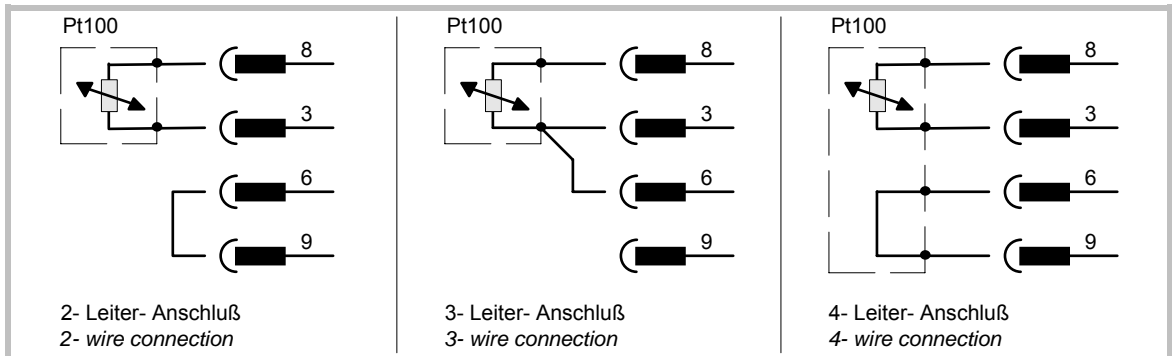 Pt100
8
3
6
9
2- Leiter- Anschluß
2- wire connection
Pt100
8
3
6
9
3- Leiter- Anschluß
3- wire connection
Pt100
8
3
6
9
4- Leiter- Anschluß
4- wire connection